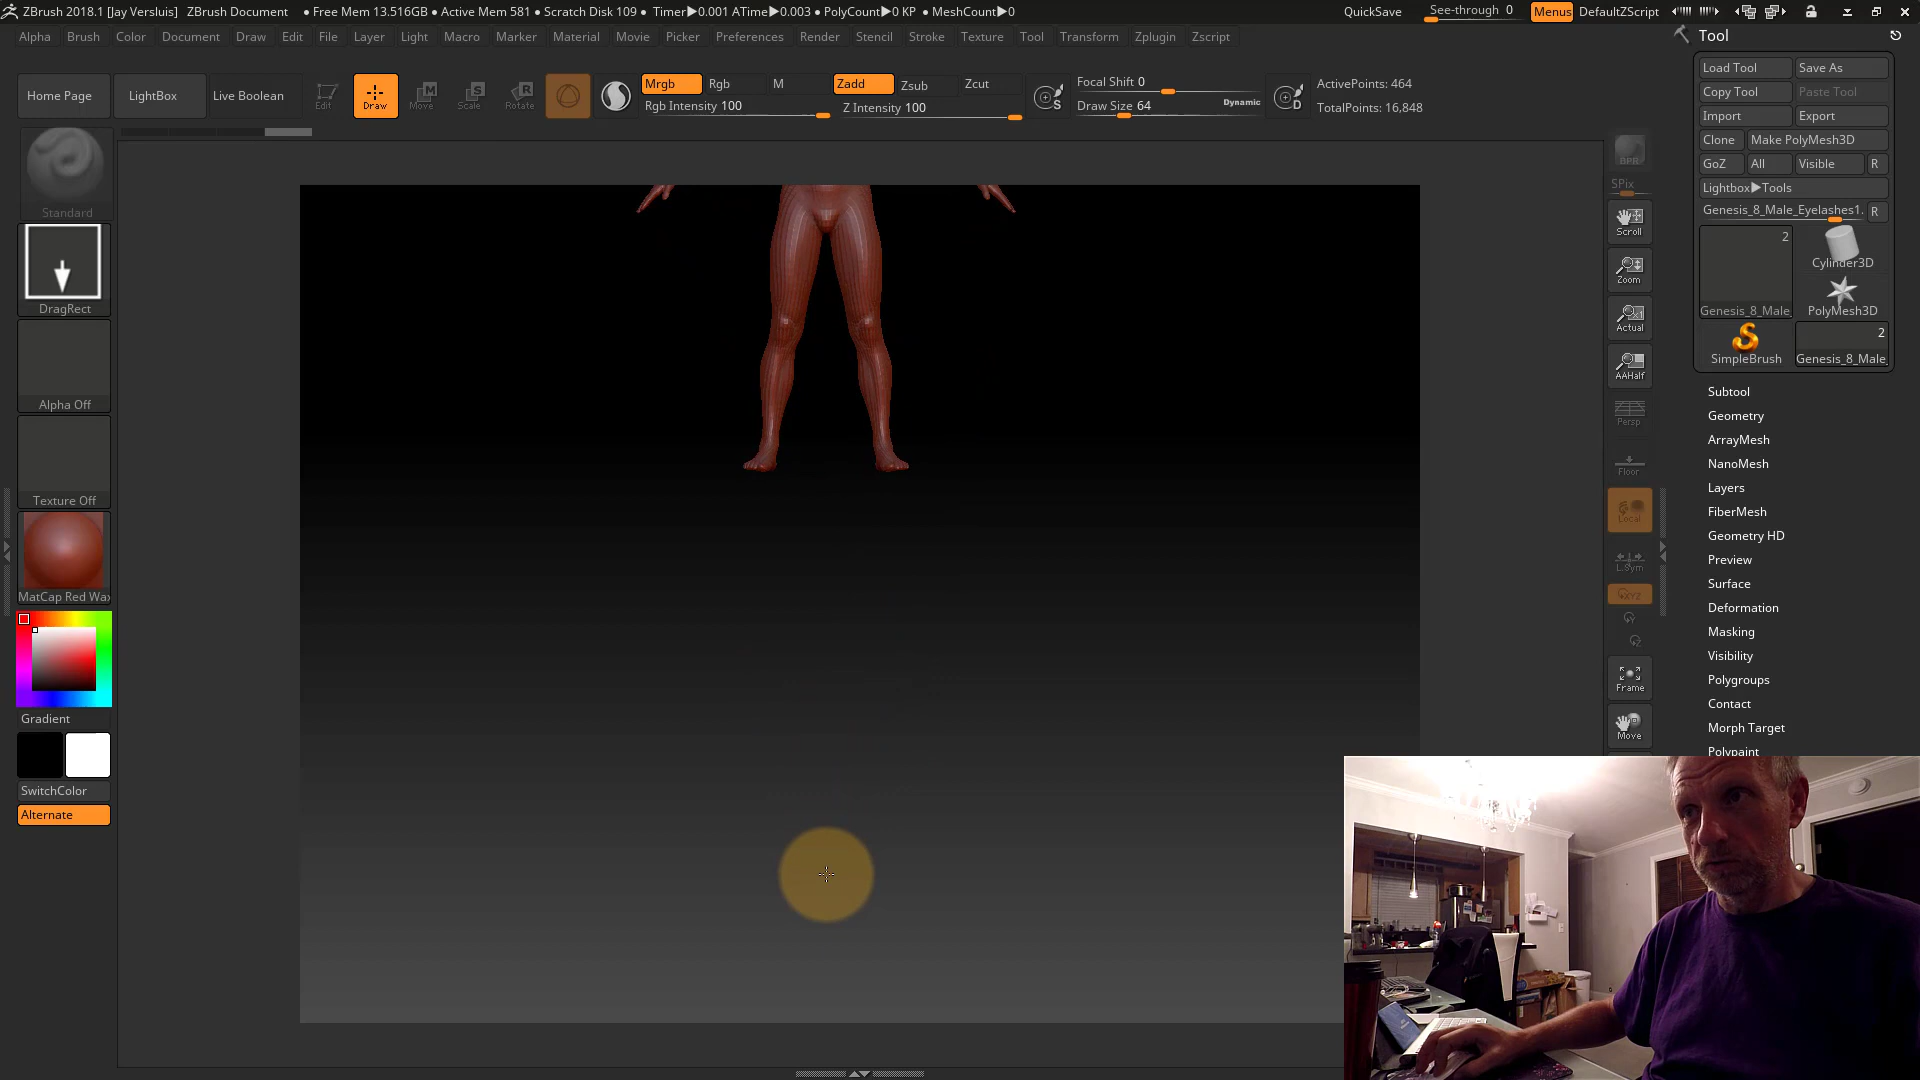 ZBrush 2018.1 [Jay Versluis] ZBrush Document ● Free Mem 13.516GB ● Active Mem 581 ● Scratch Disk 109 ● Timer▶0.001 ATime▶0.003 ● PolyCount▶0 KP ● MeshCount▶0 QuickSave See-through 0 Menus DefaultZScript
Alpha Brush Color Document Draw Edit File Layer Light Macro Marker Material Movie Picker Preferences Render Stencil Stroke Texture Tool Transform Zplugin Zscript
Home Page LightBox Live Boolean
Edit Draw Move Scale Rotate
Mrgb Rgb M
Rgb Intensity 100
Zadd Zsub Zcut
Z Intensity 100
S
Focal Shift 0
Draw Size 64 Dynamic
D
ActivePoints: 464
TotalPoints: 16,848
Standard
DragRect
Alpha Off
Texture Off
MatCap Red Wax
Gradient
SwitchColor
Alternate
BPR
SPix
Scroll
Zoom
Actual
AAHalf
Persp
Floor
Local
L.Sym
XYZ
Frame
Move
Tool
Load Tool Save As
Copy Tool Paste Tool
Import Export
Clone Make PolyMesh3D
GoZ All Visible R
Lightbox▶Tools
Genesis_8_Male_Eyelashes1. R
2
Cylinder3D
Genesis_8_Male_ PolyMesh3D
2
SimpleBrush Genesis_8_Male_
Subtool
Geometry
ArrayMesh
NanoMesh
Layers
FiberMesh
Geometry HD
Preview
Surface
Deformation
Masking
Visibility
Polygroups
Contact
Morph Target
Polypaint